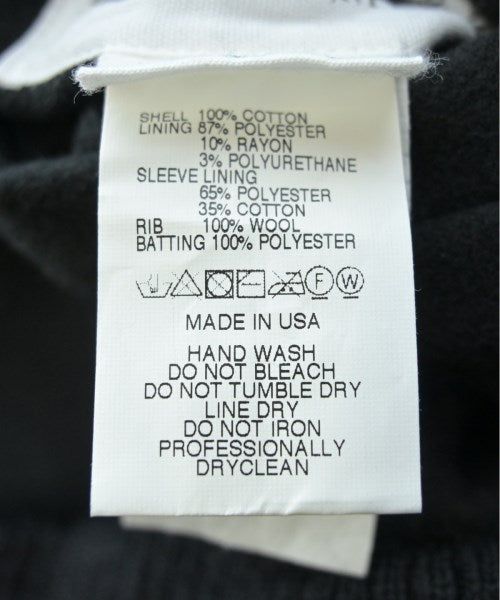 SHELL 100% COTTON
LINING 87% POLYESTER
10% RAYON
3% POLYURETHANE
SLEEVE LINING
65% POLYESTER
35% COTTON
RIB 100% WOOL
BATTING 100% POLYESTER
F W
MADE IN USA
HAND WASH
DO NOT BLEACH
DO NOT TUMBLE DRY
LINE DRY
DO NOT IRON
PROFESSIONALLY
DRYCLEAN